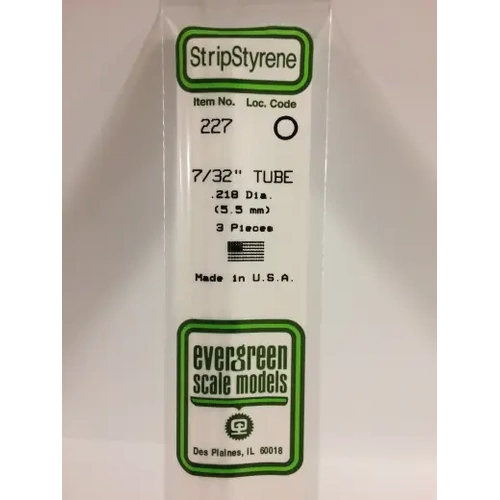 StripStyrene
Item No. Loc. Code
227
7/32" TUBE
.218 Dia.
(5.5 mm)
3 Pieces
Made in U.S.A.
evergreen
scale models
Des Plaines, IL 60018